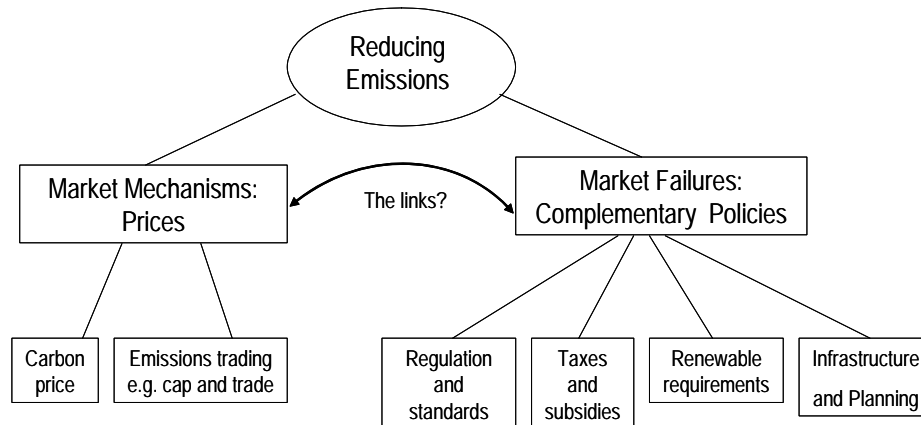 Reducing
Emissions
Market Mechanisms:
Prices
The links?
Market Failures:
Complementary Policies
Carbon
price
Emissions trading
e.g. cap and trade
Regulation
and
standards
Taxes
and
subsidies
Renewable
requirements
Infrastructure
and Planning